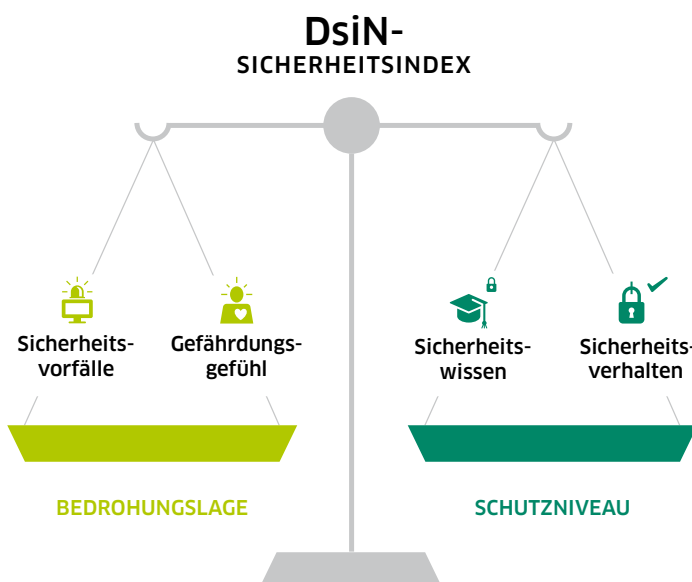 DsiN-
SICHERHEITSINDEX
Sicherheits-
vorfälle
Gefährdungs-
gefühl
Sicherheits-
wissen
Sicherheits-
verhalten
BEDROHUNGSLAGE
SCHUTZNIVEAU